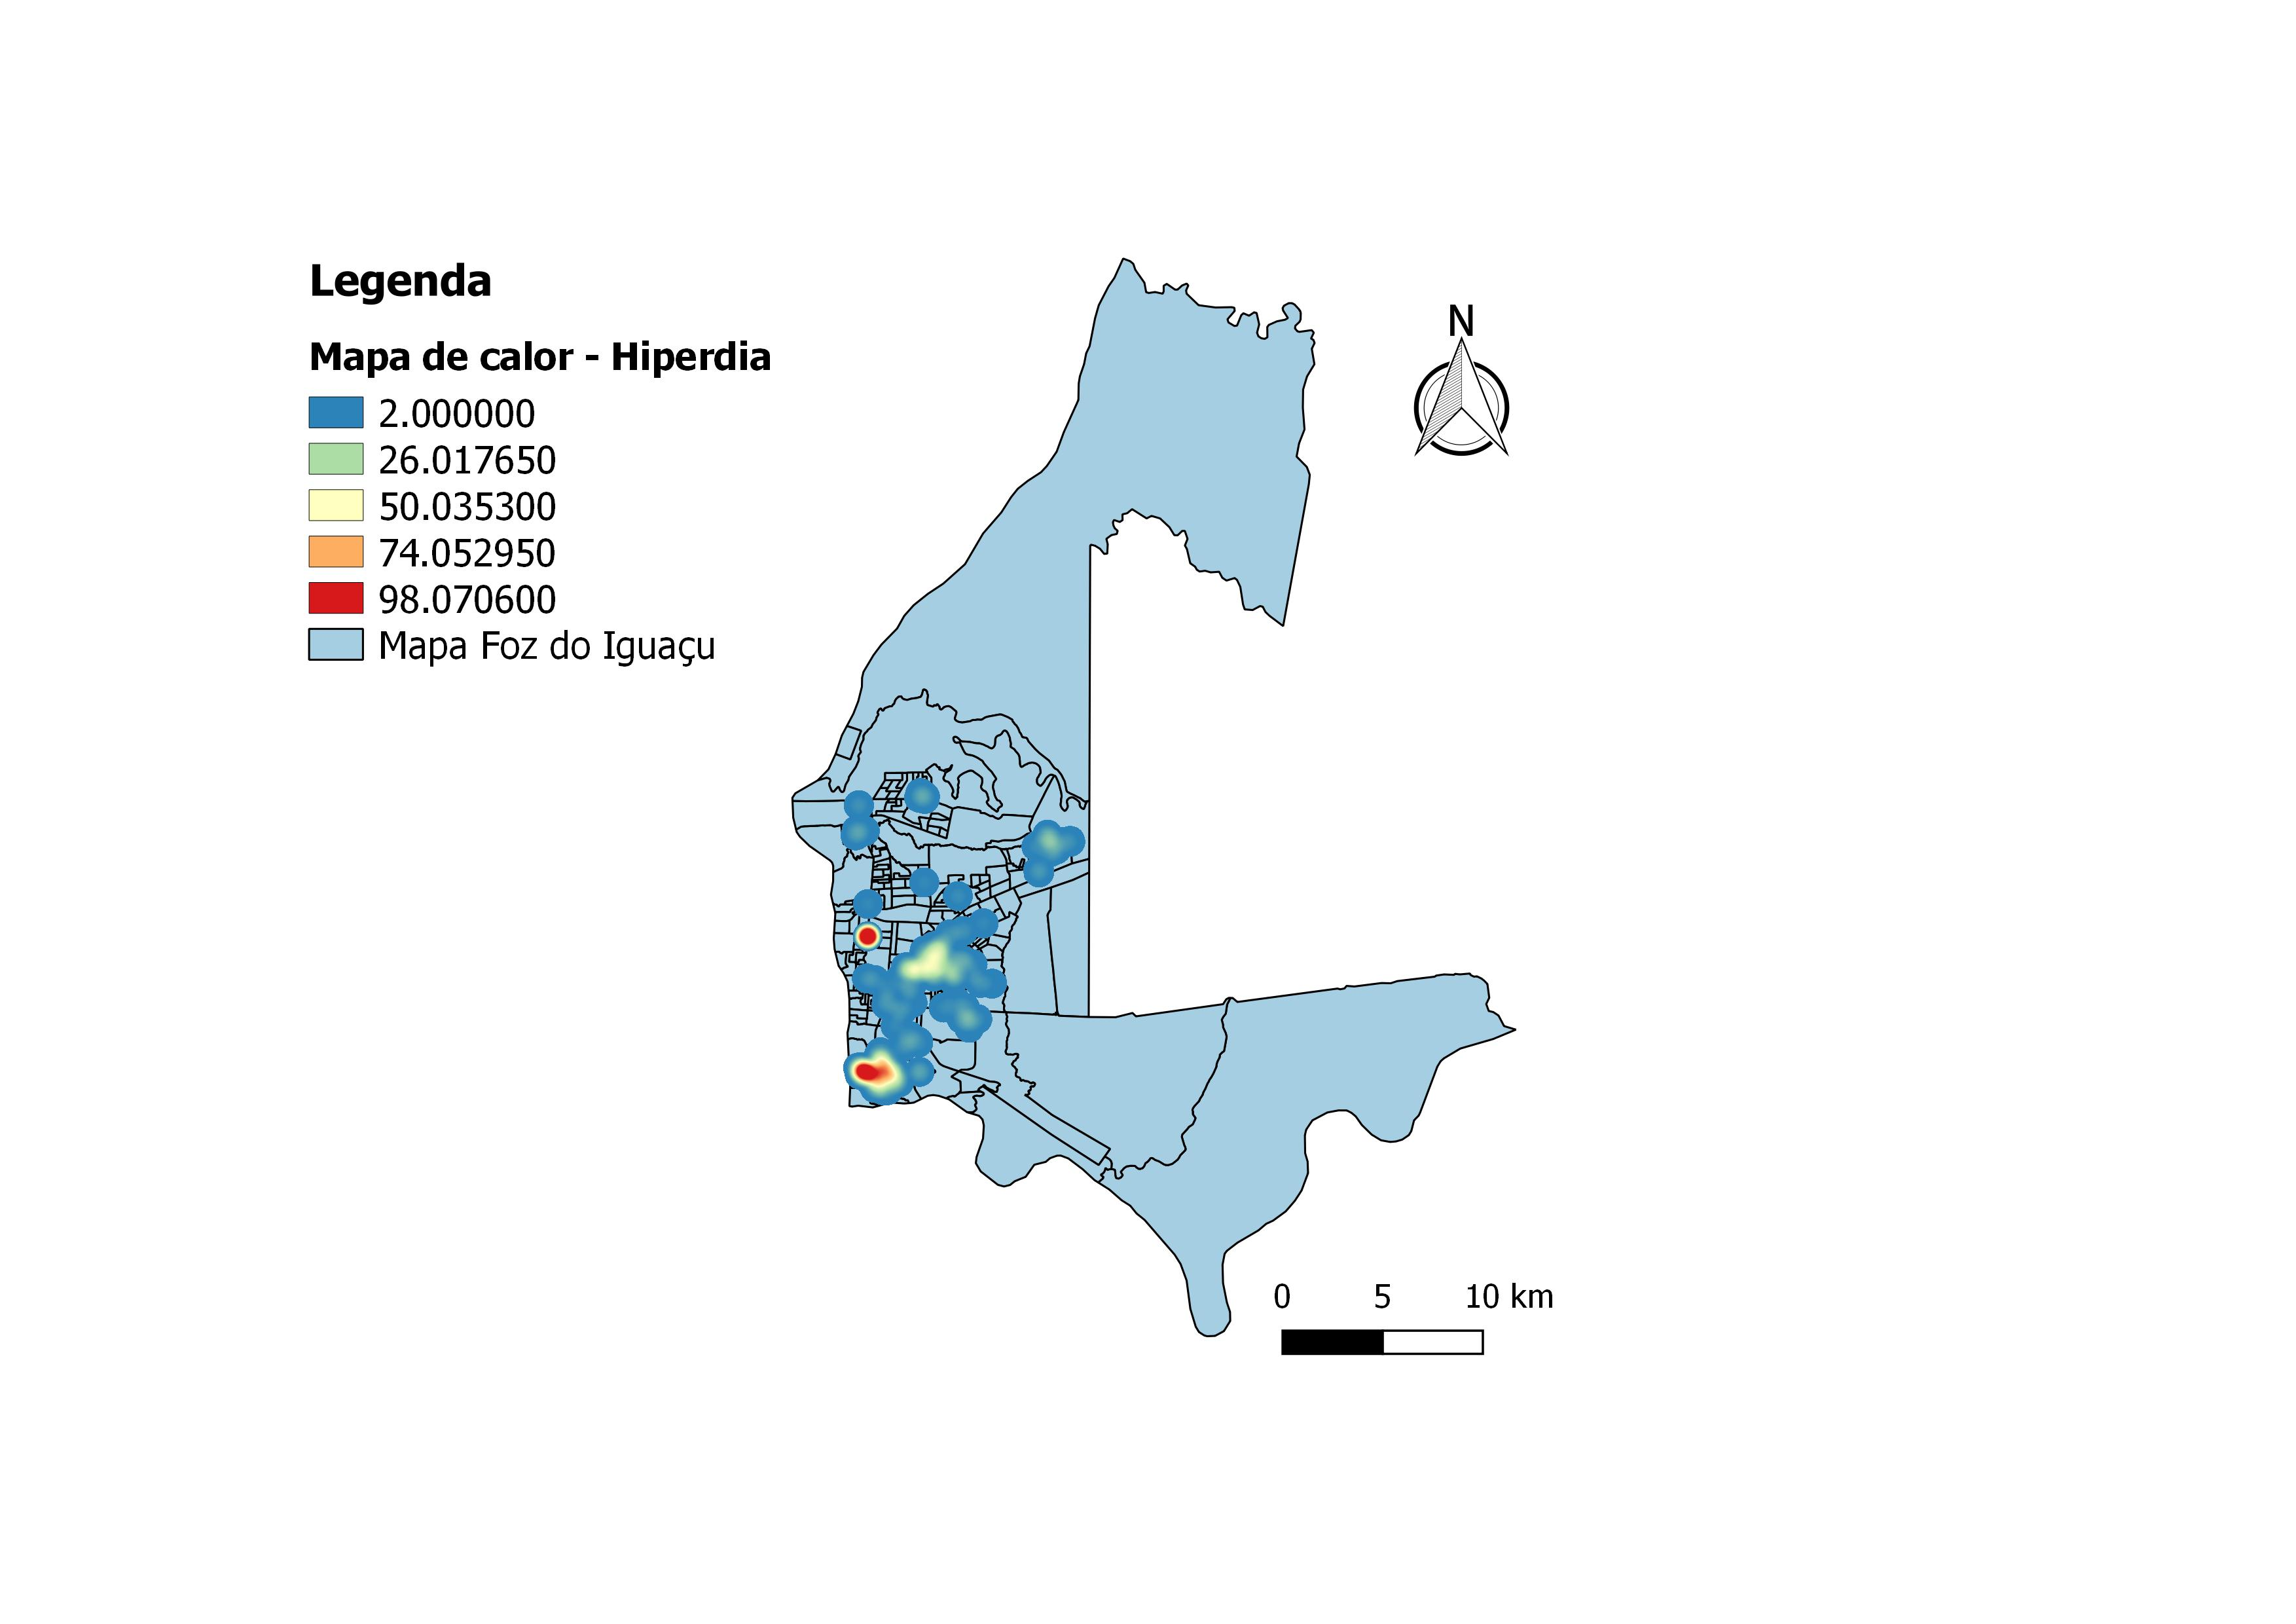 Legenda
Mapa de calor - Hiperdia
2.000000
26.017650
50.035300
74.052950
98.070600
Mapa Foz do Iguaçu
N
0 5 10 km